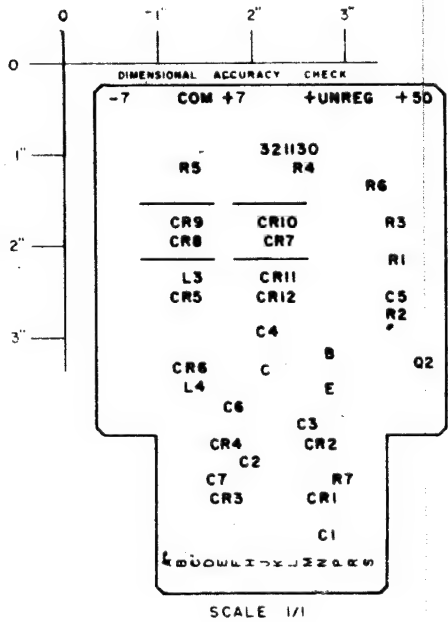 0 -1" 2" 3"
0
DIMENSIONAL ACCURACY CHECK
-7 COM +7 +UNREG +50
321130
1"
R5 R4
R6
CR9 CR10 R3
CR8 CR7
2"
R1
L3 CR11
CR5 CR12 C5
R2
C4
3"
B
CR6 C Q2
L4 E
C6
C3
CR4 CR2
C2
C7 R7
CR3 CR1
C1
A B C D E F H J K L M N P R S
SCALE 1/1